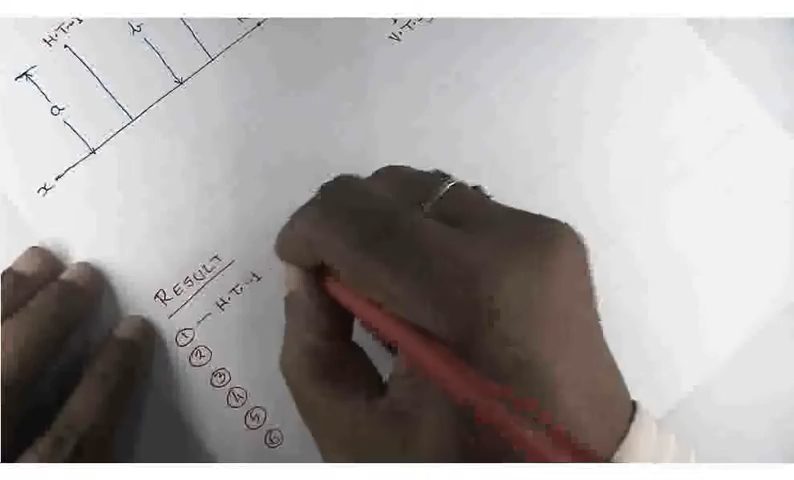 H.T.-1
b
a
x
V.T.
RESULT
① — H.T.-1
②
③
④
⑤
⑥